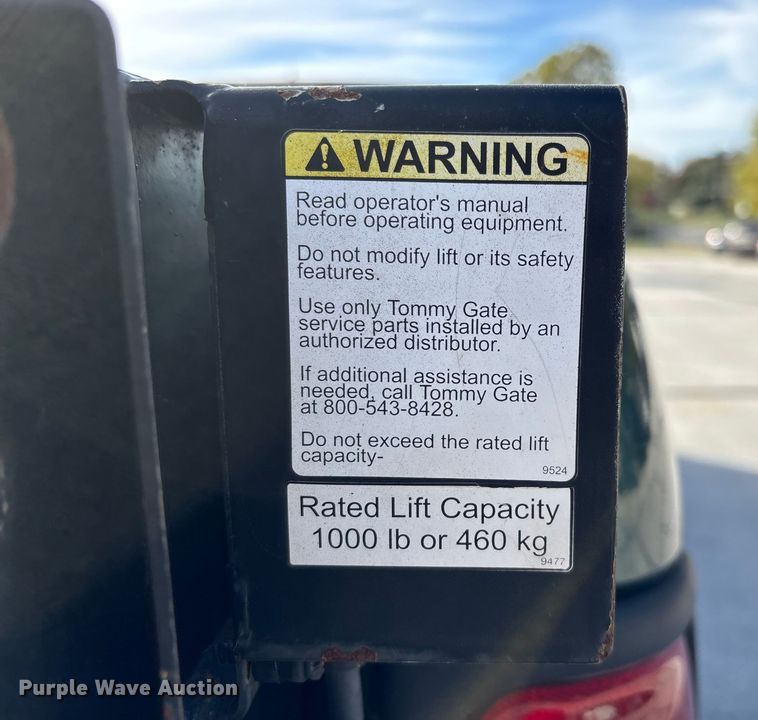 WARNING
Read operator's manual
before operating equipment.
Do not modify lift or its safety
features.
Use only Tommy Gate
service parts installed by an
authorized distributor.
If additional assistance is
needed, call Tommy Gate
at 800-543-8428.
Do not exceed the rated lift
capacity-
9524
Rated Lift Capacity
1000 lb or 460 kg
9477
Purple Wave Auction